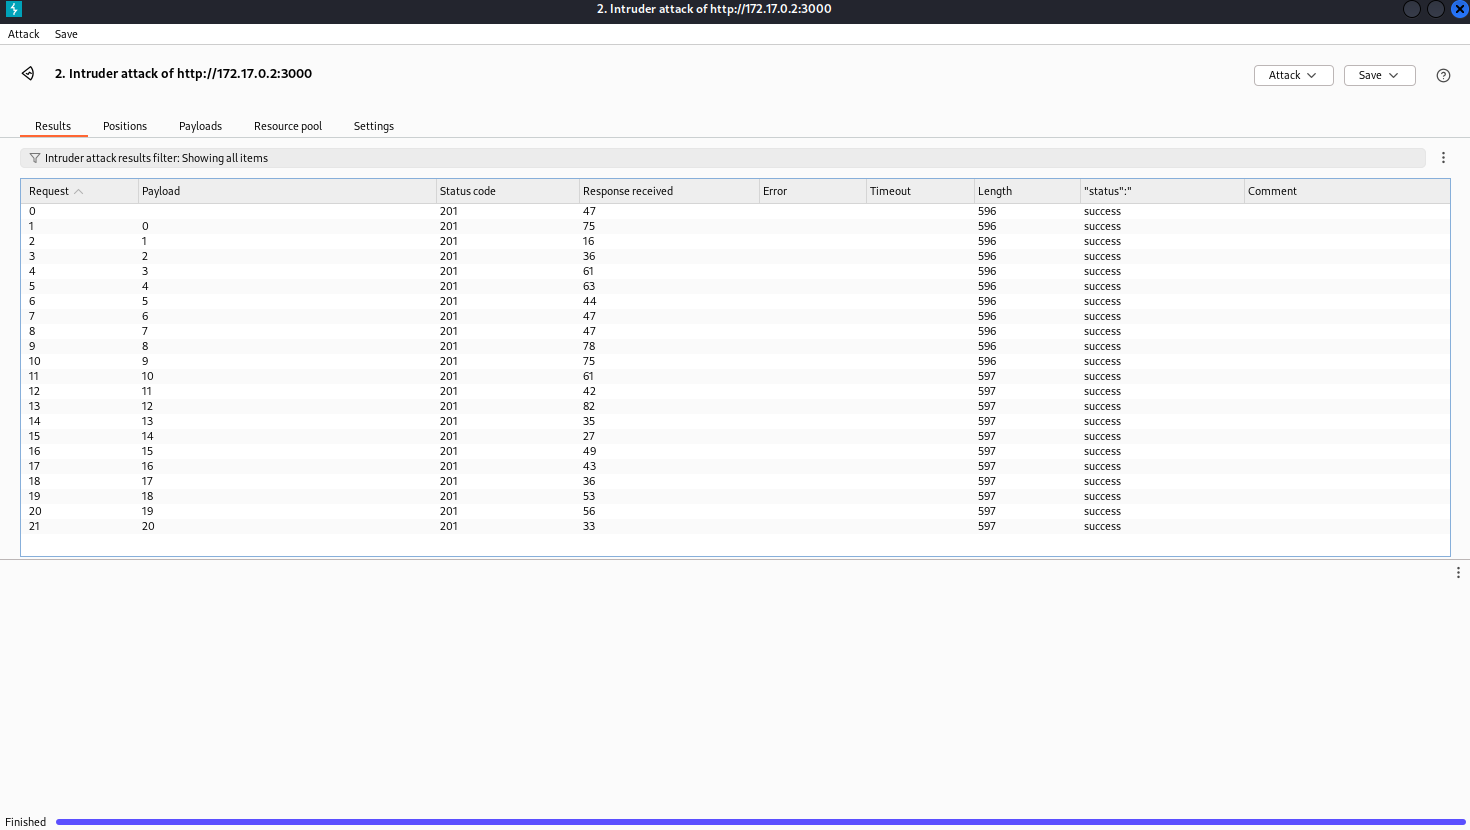 2. Intruder attack of http://172.17.0.2:3000
Attack Save
2. Intruder attack of http://172.17.0.2:3000
Attack Save
Results Positions Payloads Resource pool Settings
Intruder attack results filter: Showing all items
Request Payload Status code Response received Error Timeout Length "status":" Comment
0 201 47 596 success
1 0 201 75 596 success
2 1 201 16 596 success
3 2 201 36 596 success
4 3 201 61 596 success
5 4 201 63 596 success
6 5 201 44 596 success
7 6 201 47 596 success
8 7 201 47 596 success
9 8 201 78 596 success
10 9 201 75 596 success
11 10 201 61 597 success
12 11 201 42 597 success
13 12 201 82 597 success
14 13 201 35 597 success
15 14 201 27 597 success
16 15 201 49 597 success
17 16 201 43 597 success
18 17 201 36 597 success
19 18 201 53 597 success
20 19 201 56 597 success
21 20 201 33 597 success
Finished